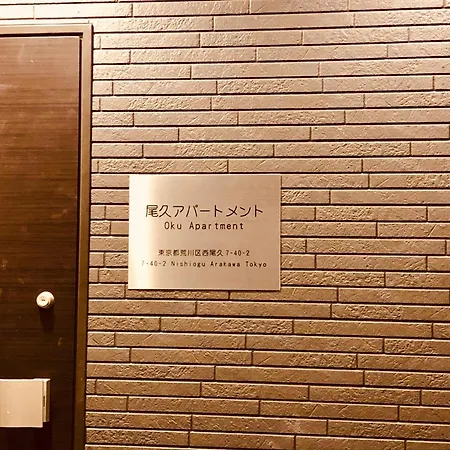 尾久アパートメント
Oku Apartment
東京都荒川区西尾久7-40-2
7-40-2 Nishiogu Arakawa Tokyo